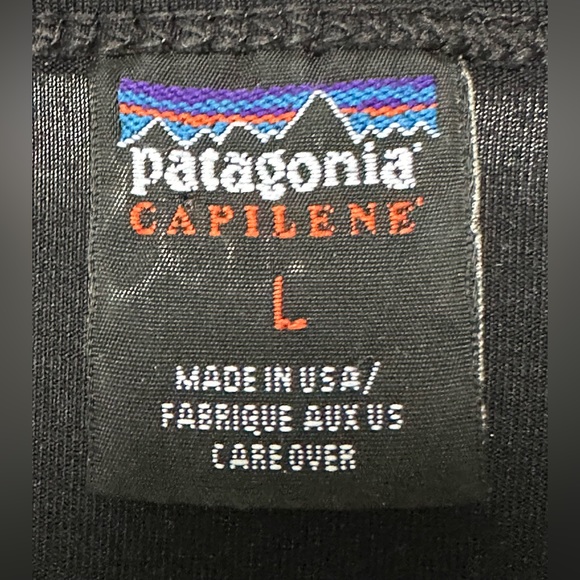 patagonia®
CAPILENE®
L
MADE IN USA/
FABRIQUE AUX US
CARE OVER